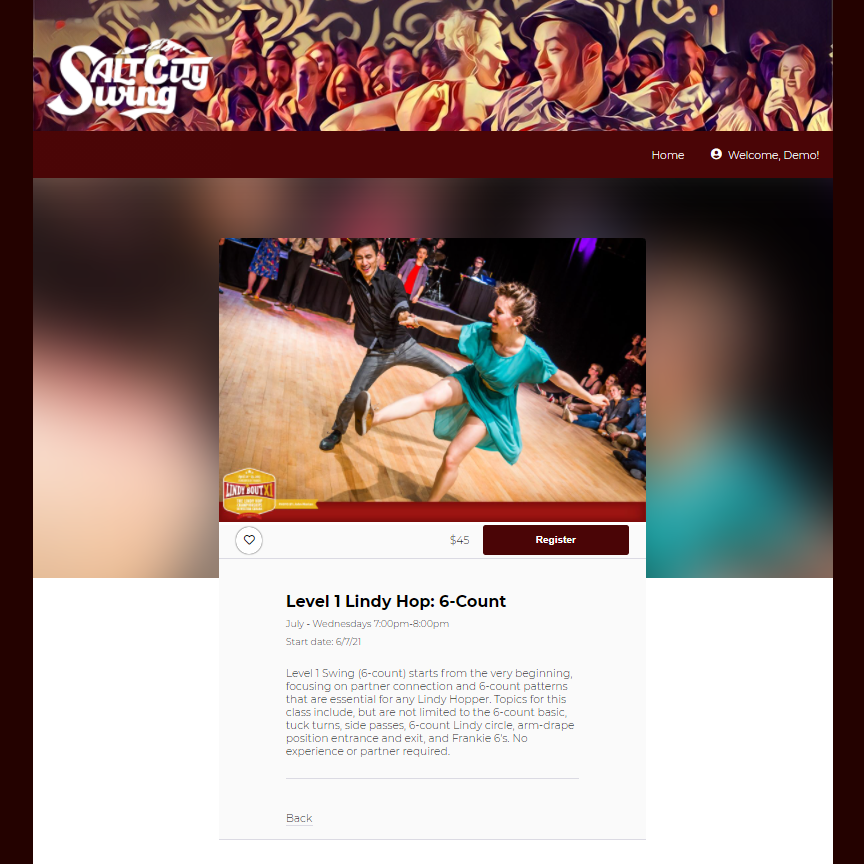 SALT CITY
Swing
Home
Welcome, Demo!
LINDY BOUT XI
$45
Register
Level 1 Lindy Hop: 6-Count
July - Wednesdays 7:00pm-8:00pm
Start date: 6/7/21
Level 1 Swing (6-count) starts from the very beginning,
focusing on partner connection and 6-count patterns
that are essential for any Lindy Hopper. Topics for this
class include, but are not limited to the 6-count basic,
tuck turns, side passes, 6-count Lindy circle, arm-drape
position entrance and exit, and Frankie 6's. No
experience or partner required.
Back